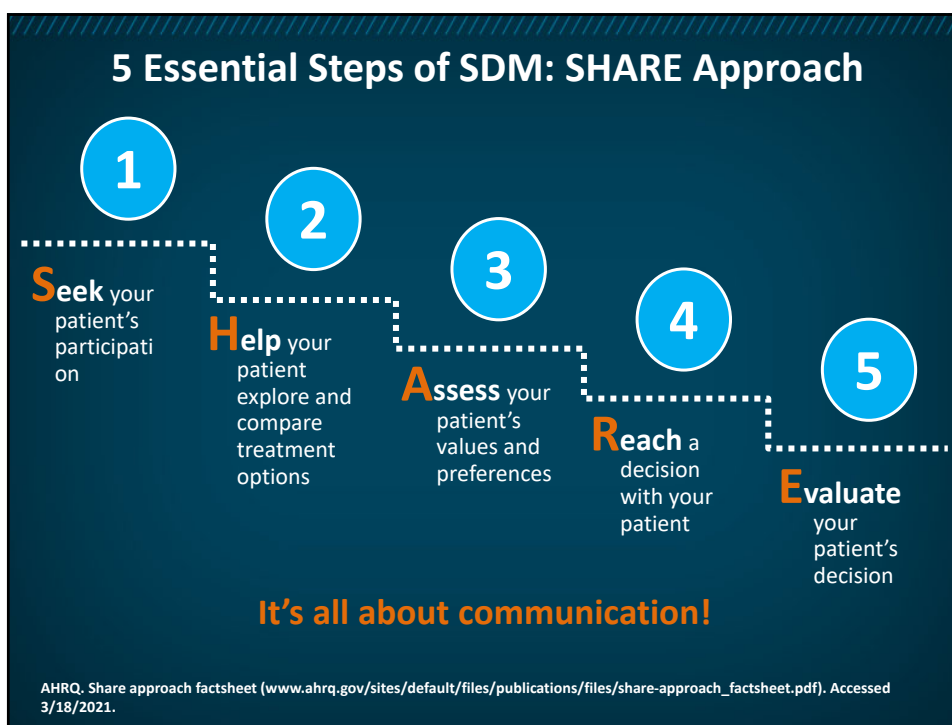 5 Essential Steps of SDM: SHARE Approach
1
Seek your
patient’s
participati
on
2
Help your
patient
explore and
compare
treatment
options
3
Assess your
patient’s
values and
preferences
4
Reach a
decision
with your
patient
5
Evaluate
your
patient’s
decision
It’s all about communication!
AHRQ. Share approach factsheet (www.ahrq.gov/sites/default/files/publications/files/share-approach_factsheet.pdf). Accessed
3/18/2021.